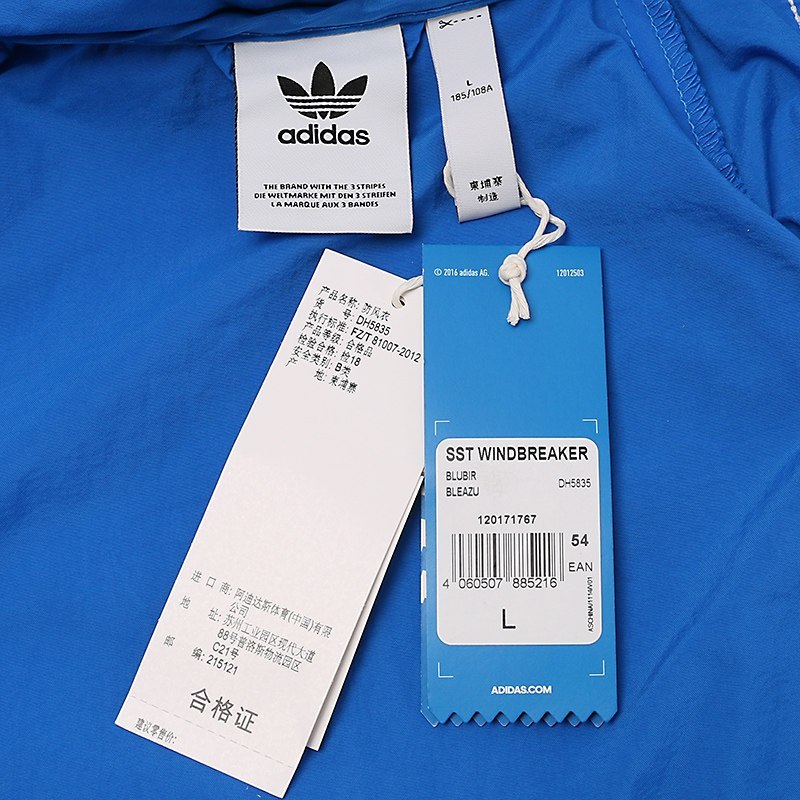 adidas
THE BRAND WITH THE 3 STRIPES
DIE WELTMARKE MIT DEN 3 STREIFEN
LA MARQUE AUX 3 BANDES
L
185/108A
柬埔寨
制造
产品名称: 防风衣
货 号: DH5835
执行标准: FZ/T 81007-2012
产品等级: 合格品
检验合格: 检18
安全类别: B类
产 地: 柬埔寨
进 口 商: 阿迪达斯体育(中国)有限
公司
地 址: 苏州工业园区现代大道
88号普洛斯物流园区
C21号
邮 编: 215121
合格证
建议零售价:
© 2016 adidas AG.
12012503
SST WINDBREAKER
BLUBIR
BLEAZU
DH5835
120171767
54
EAN
4 060507 885216
L
ASCHINA/1114/V01
ADIDAS.COM